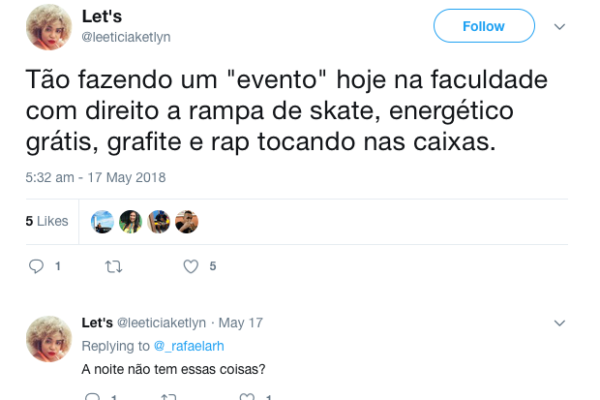 Let's
@leeticiaketlyn
Follow
Tão fazendo um "evento" hoje na faculdade
com direito a rampa de skate, energético
grátis, grafite e rap tocando nas caixas.
5:32 am - 17 May 2018
5 Likes
1 5
Let's @leeticiaketlyn · May 17
Replying to @_rafaelarh
A noite não tem essas coisas?
1 1